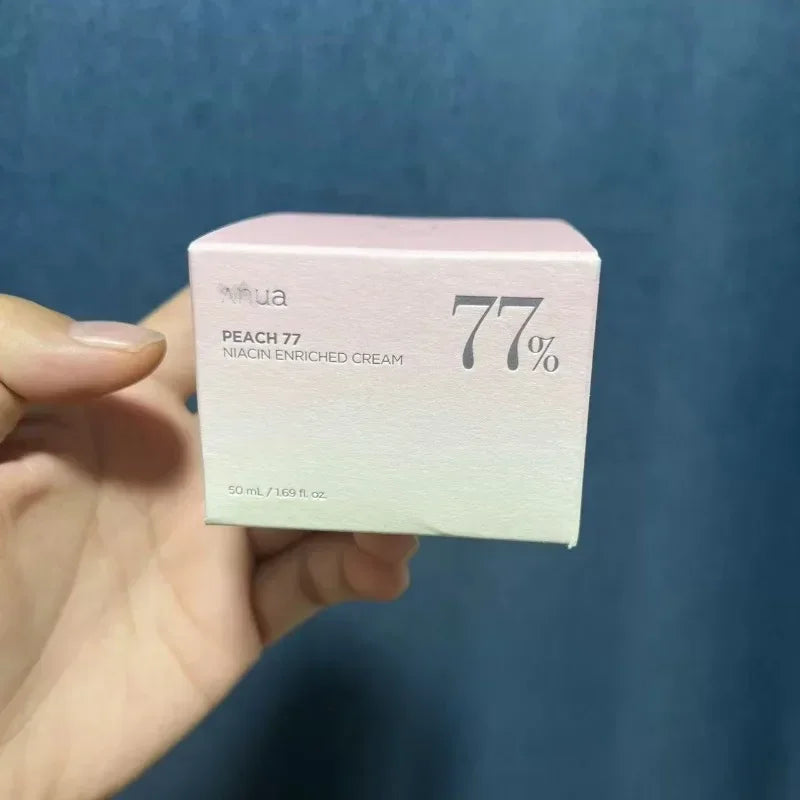 PEACH 77
NIACIN ENRICHED CREAM
77%
50 mL / 1.69 fl. oz.